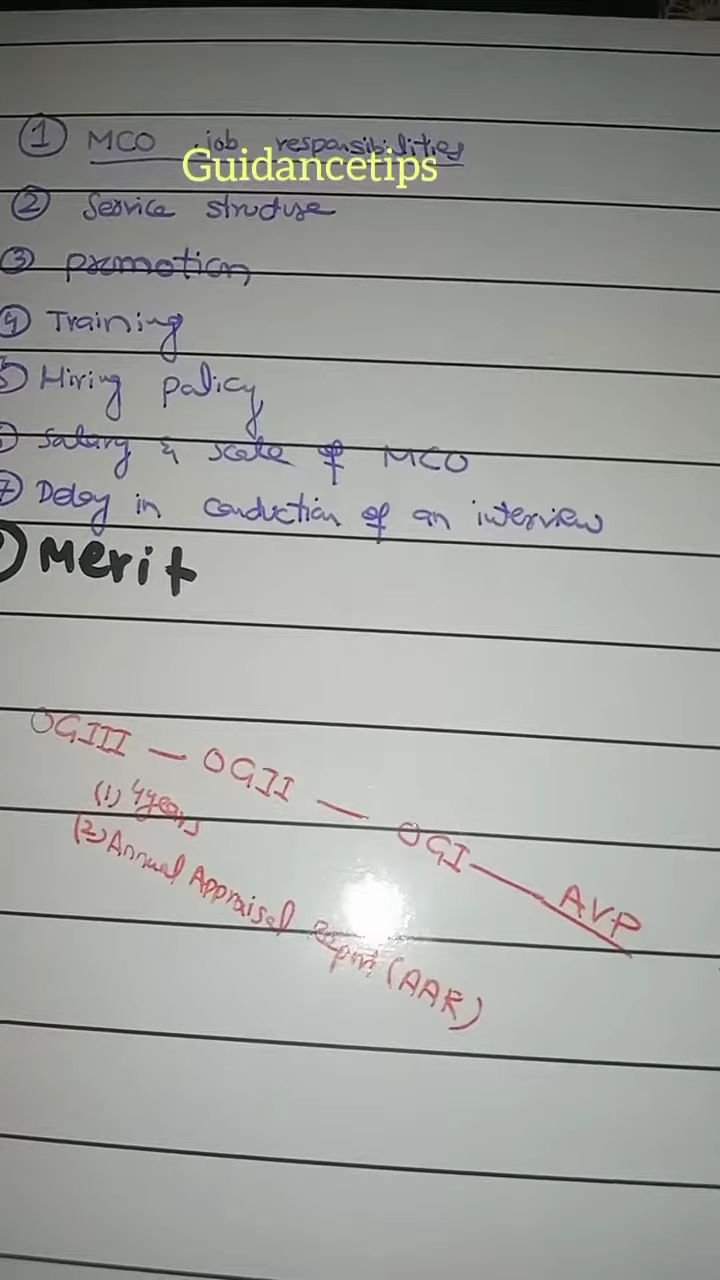 ① MCO job responsibilities
Guidancetips
② Service structure
③ promotion
④ Training
5 Hiring policy
Salary & scale of MCO
7 Delay in conduction of an interview
Merit
OGIII — OGII — OGI — AVP
(1) 4 years
(2) Annual Appraisal Report (AAR)